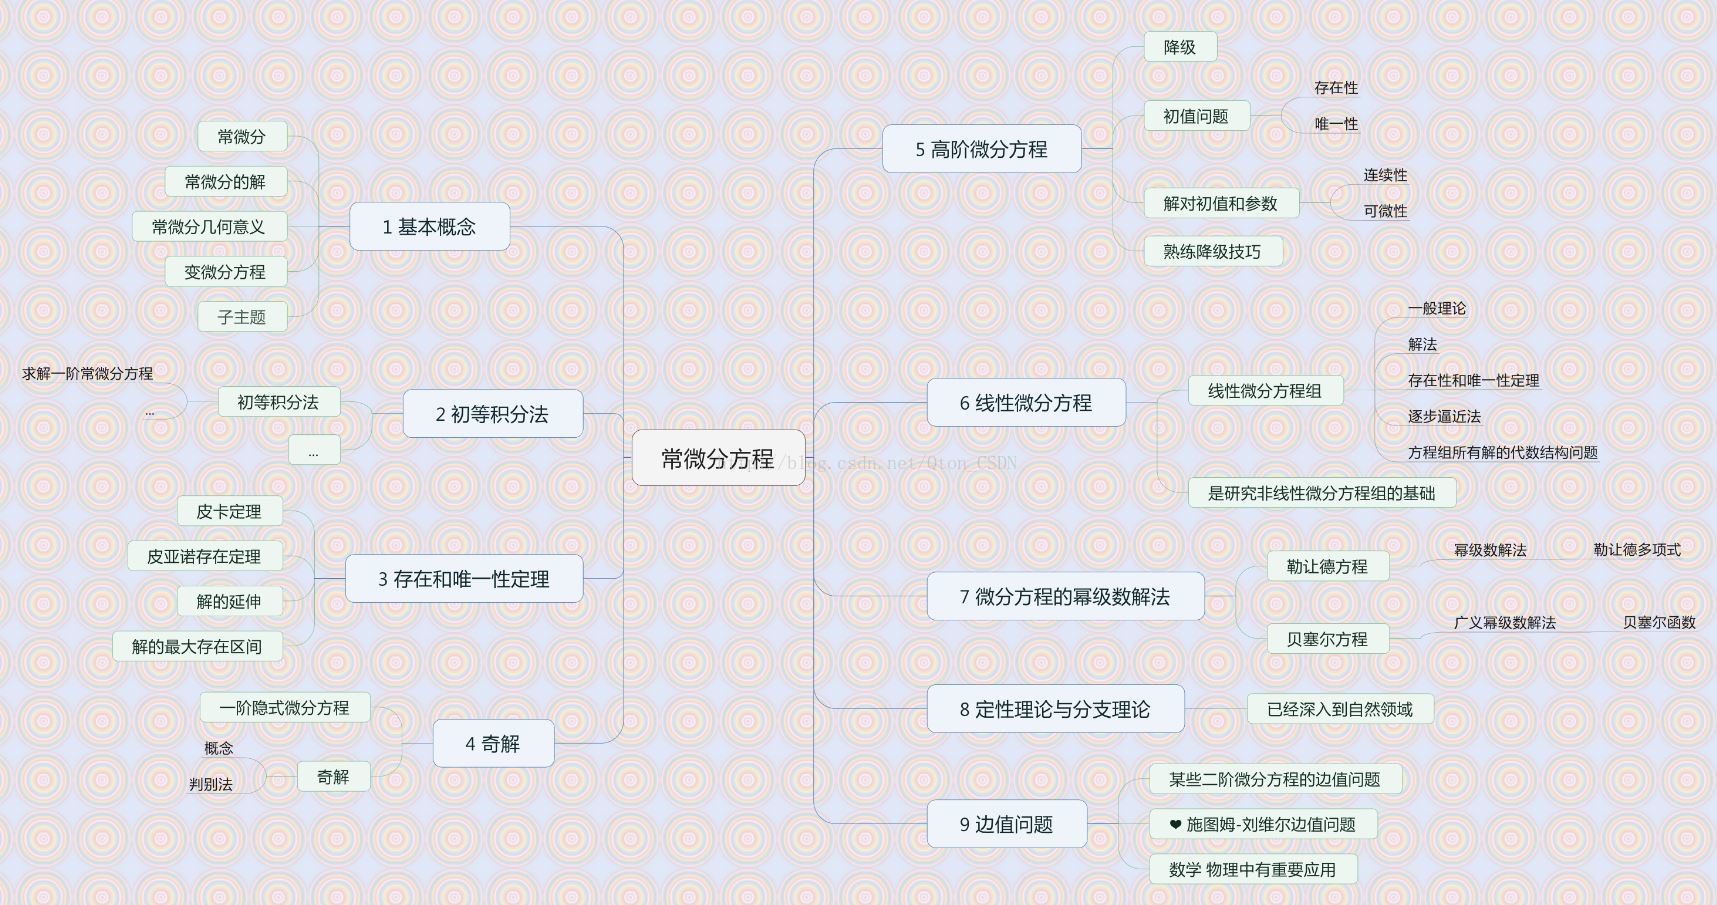 常微分方程
http://blog.csdn.net/Qton_CSDN
1 基本概念
常微分
常微分的解
常微分几何意义
变微分方程
子主题
2 初等积分法
初等积分法
求解一阶常微分方程
...
...
3 存在和唯一性定理
皮卡定理
皮亚诺存在定理
解的延伸
解的最大存在区间
4 奇解
一阶隐式微分方程
奇解
概念
判别法
5 高阶微分方程
降级
初值问题
存在性
唯一性
解对初值和参数
连续性
可微性
熟练降级技巧
6 线性微分方程
线性微分方程组
一般理论
解法
存在性和唯一性定理
逐步逼近法
方程组所有解的代数结构问题
是研究非线性微分方程组的基础
7 微分方程的幂级数解法
勒让德方程
幂级数解法
勒让德多项式
贝塞尔方程
广义幂级数解法
贝塞尔函数
8 定性理论与分支理论
已经深入到自然领域
9 边值问题
某些二阶微分方程的边值问题
❤ 施图姆-刘维尔边值问题
数学 物理中有重要应用